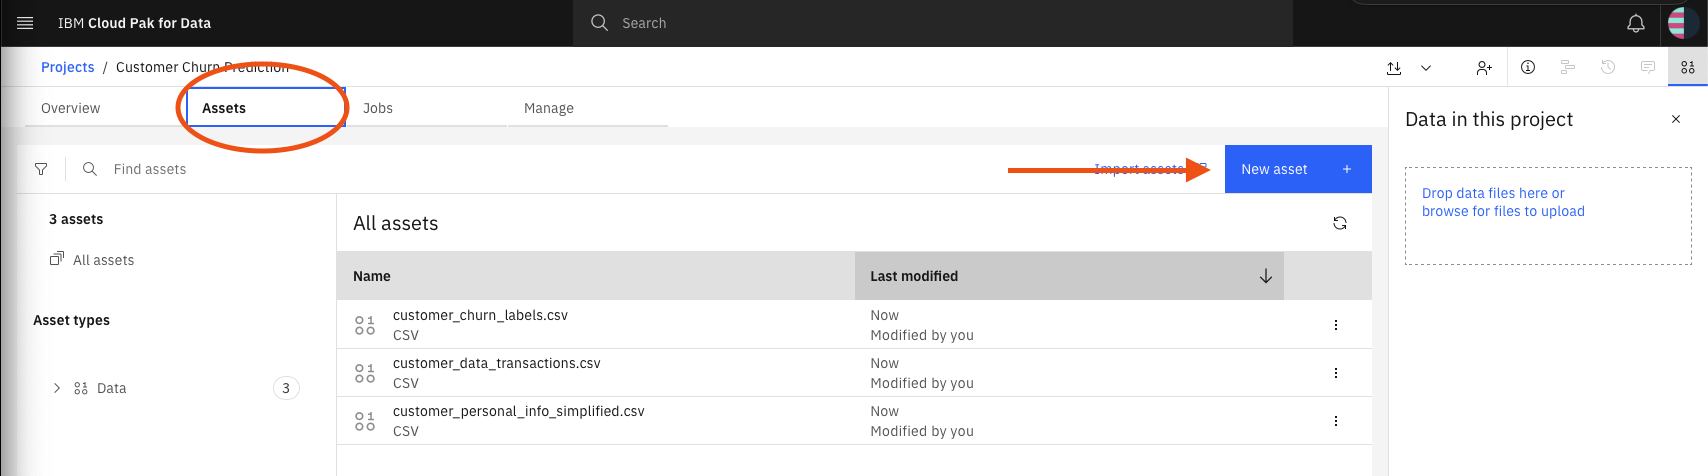 IBM Cloud Pak for Data
Search
Projects / Customer Churn Prediction
Overview
Assets
Jobs
Manage
Data in this project
Find assets
Import assets
New asset +
Drop data files here or
browse for files to upload
3 assets
All assets
Asset types
Data
3
All assets
Name
Last modified
customer_churn_labels.csv
CSV
Now
Modified by you
customer_data_transactions.csv
CSV
Now
Modified by you
customer_personal_info_simplified.csv
CSV
Now
Modified by you